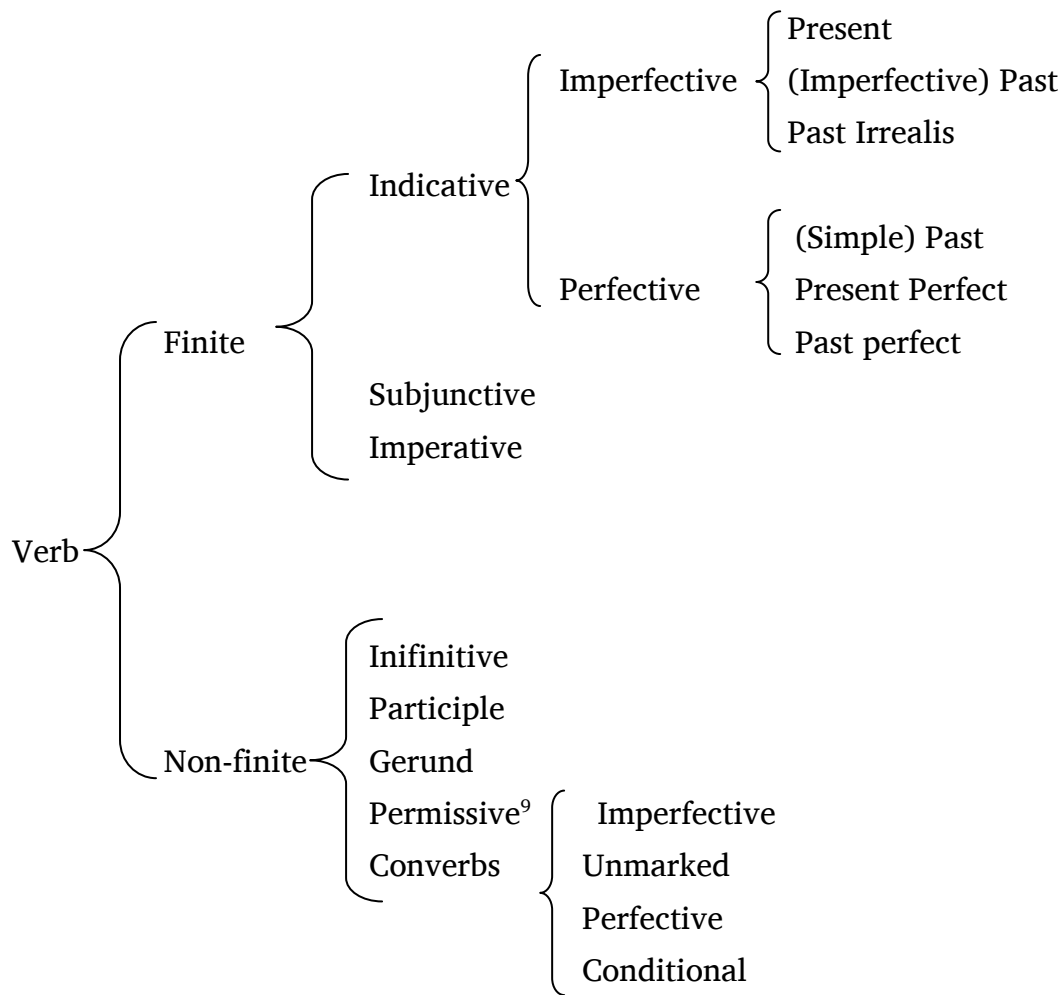 Present
Imperfective
(Imperfective) Past
Past Irrealis
Indicative
(Simple) Past
Perfective
Present Perfect
Finite
Past perfect
Subjunctive
Imperative
Verb
Inifinitive
Participle
Non-finite
Gerund
Permissive⁹
Imperfective
Converbs
Unmarked
Perfective
Conditional